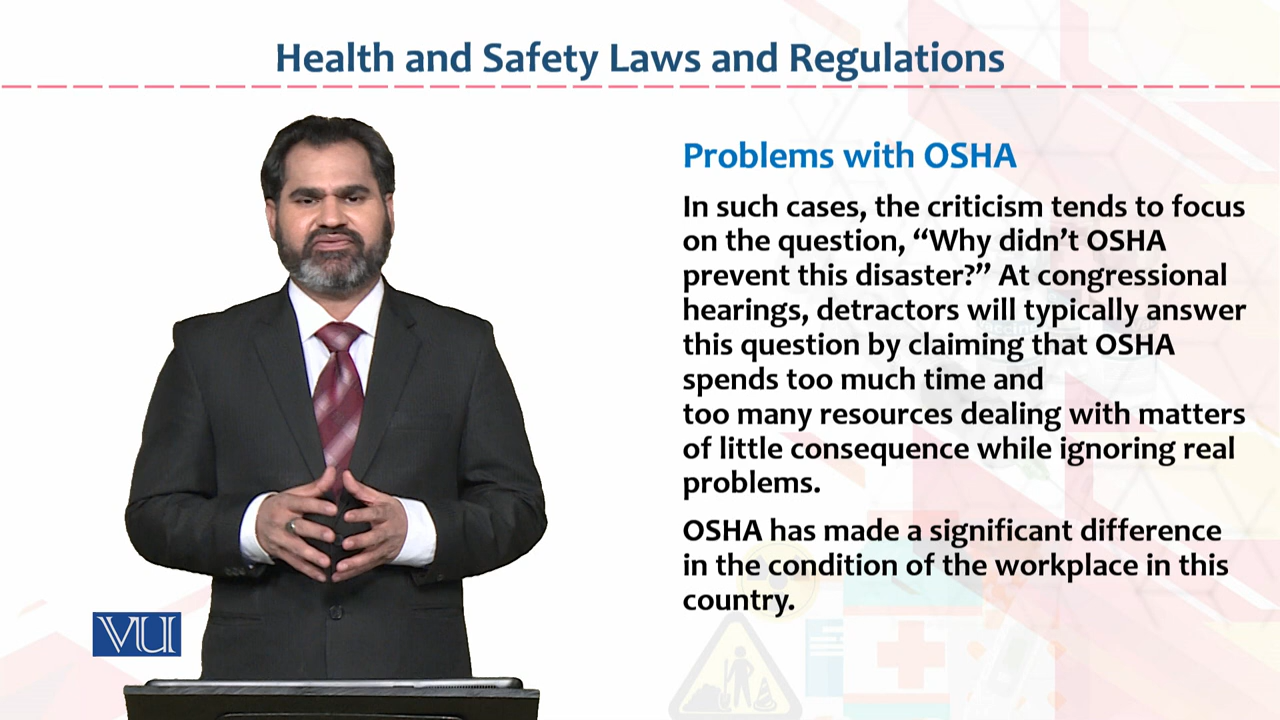 Health and Safety Laws and Regulations
Problems with OSHA
In such cases, the criticism tends to focus
on the question, “Why didn’t OSHA
prevent this disaster?” At congressional
hearings, detractors will typically answer
this question by claiming that OSHA
spends too much time and
too many resources dealing with matters
of little consequence while ignoring real
problems.
OSHA has made a significant difference
in the condition of the workplace in this
country.
VU